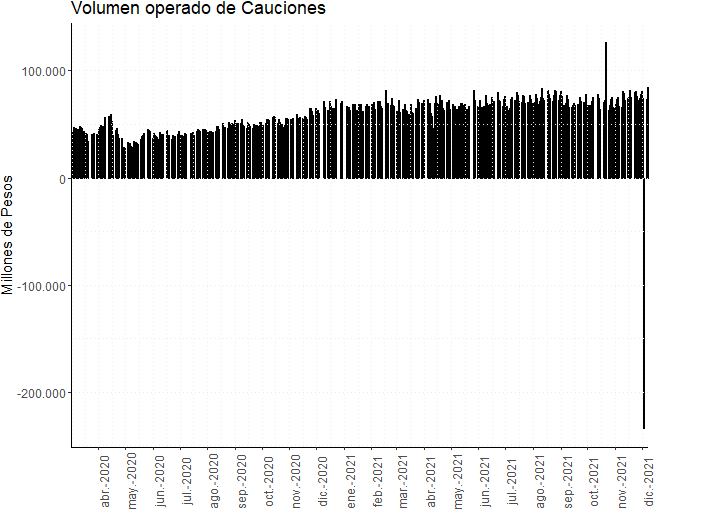 Volumen operado de Cauciones
Millones de Pesos
100.000
0
-100.000
-200.000
abr.-2020
may.-2020
jun.-2020
jul.-2020
ago.-2020
sep.-2020
oct.-2020
nov.-2020
dic.-2020
ene.-2021
feb.-2021
mar.-2021
abr.-2021
may.-2021
jun.-2021
jul.-2021
ago.-2021
sep.-2021
oct.-2021
nov.-2021
dic.-2021